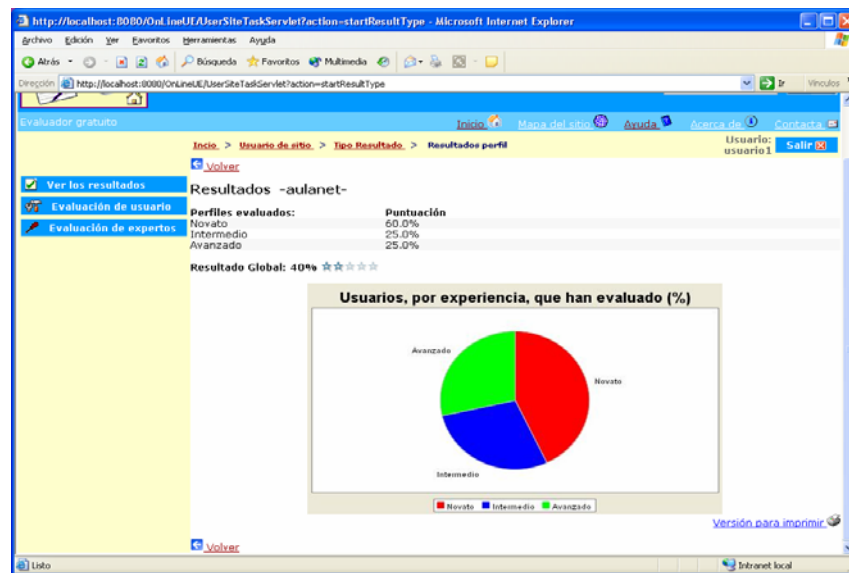 http://localhost:8080/OnLineUE/UserSiteTaskServlet?action=startResultType - Microsoft Internet Explorer
Archivo Edición Ver Favoritos Herramientas Ayuda
Atrás Búsqueda Favoritos Multimedia
Dirección http://localhost:8080/OnLineUE/UserSiteTaskServlet?action=startResultType Ir Vínculos
Evaluador gratuito Inicio Mapa del sitio Ayuda Acerca de Contacta
Incio > Usuario de sitio > Tipo Resultado > Resultados perfil Usuario: usuario1 Salir
Volver
Ver los resultados
Evaluación de usuario
Evaluación de expertos
Resultados -aulanet-
Perfiles evaluados: Puntuación
Novato 60.0%
Intermedio 25.0%
Avanzado 25.0%
Resultado Global: 40%
Usuarios, por experiencia, que han evaluado (%)
Avanzado
Novato
Intermedio
Novato Intermedio Avanzado
Versión para imprimir
Volver
Listo Intranet local